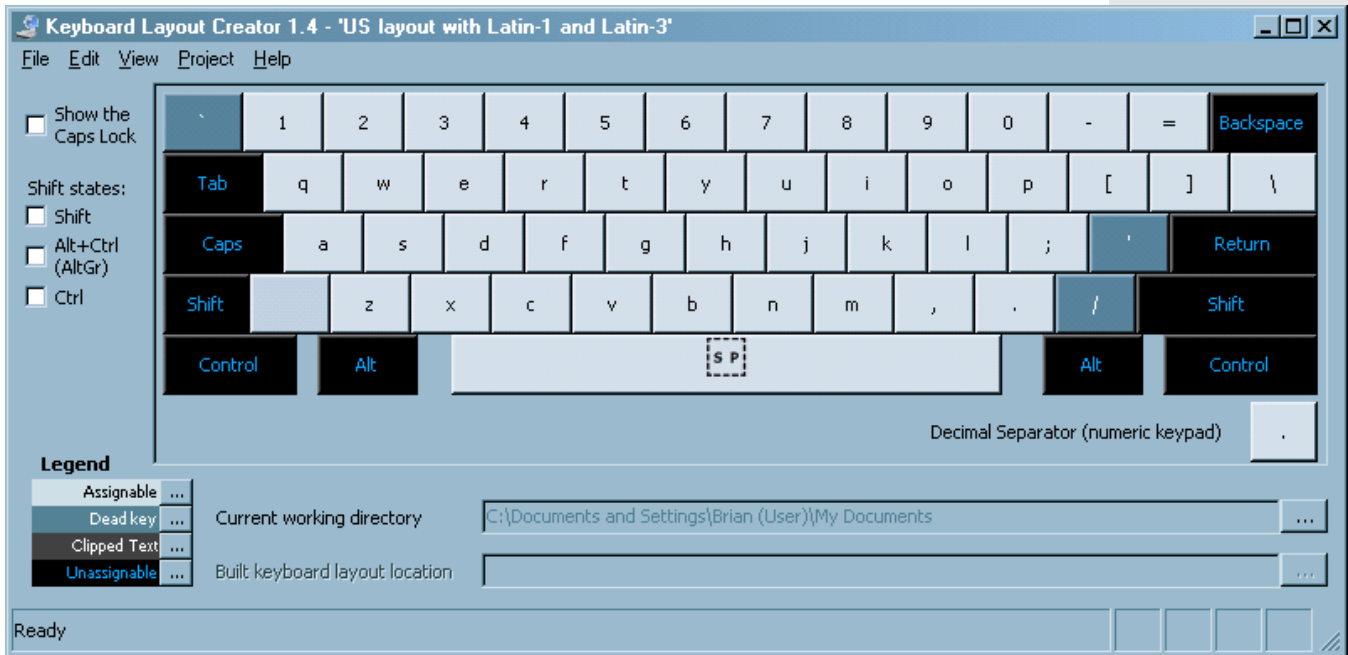 Keyboard Layout Creator 1.4 - 'US layout with Latin-1 and Latin-3'
File Edit View Project Help
Show the
Caps Lock
Shift states:
Shift
Alt+Ctrl
(AltGr)
Ctrl
` 1 2 3 4 5 6 7 8 9 0 - = Backspace
Tab q w e r t y u i o p [ ] \
Caps a s d f g h j k l ; ' Return
Shift z x c v b n m , . / Shift
Control Alt SP Alt Control
Decimal Separator (numeric keypad) .
Legend
Assignable ...
Dead key ...
Clipped Text ...
Unassignable ...
Current working directory C:\Documents and Settings\Brian (User)\My Documents ...
Built keyboard layout location ...
Ready